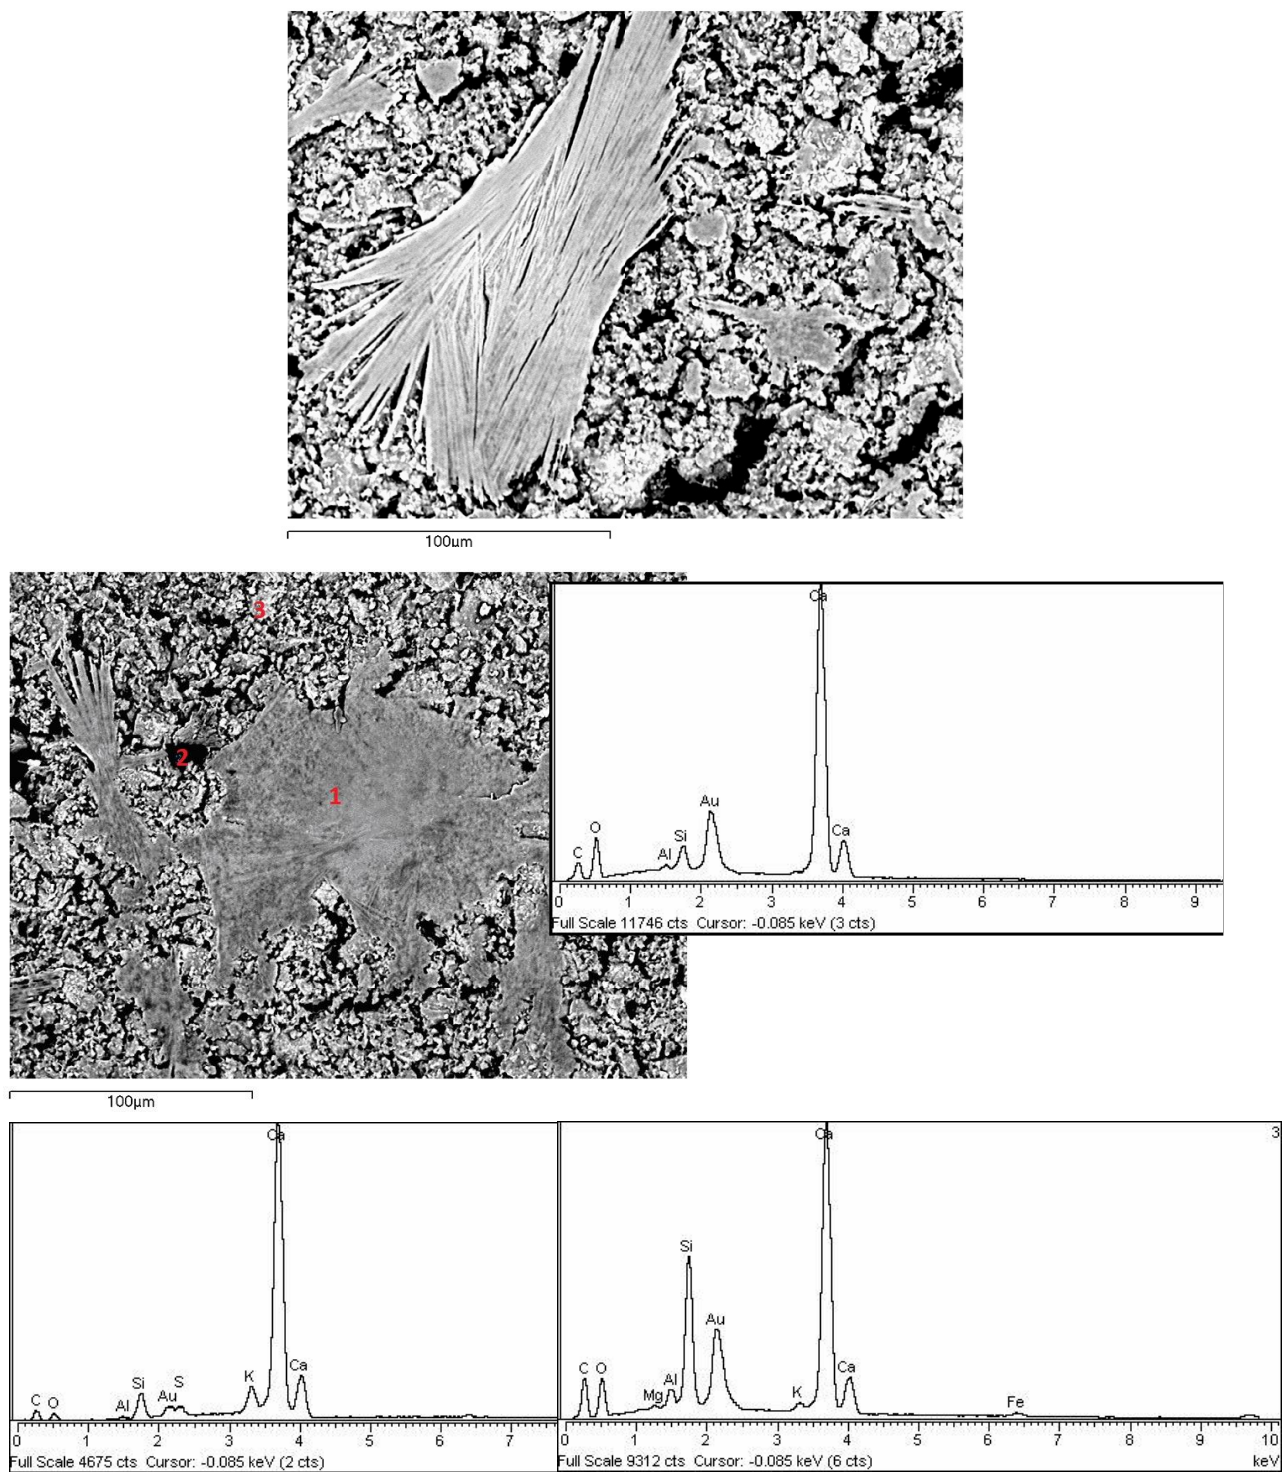 100µm
3
2
1
Ca
Au
O
Si
Ca
C
Al
0 1 2 3 4 5 6 7 8 9
Full Scale 11746 cts Cursor: -0.085 keV (3 cts)
100µm
Ca
Ca
K
Si
S
Au
C
O
Al
0 1 2 3 4 5 6 7
Full Scale 4675 cts Cursor: -0.085 keV (2 cts)
3
Ca
Si
Au
C
O
Al
Mg
K
Ca
Fe
0 1 2 3 4 5 6 7 8 9 10
Full Scale 9312 cts Cursor: -0.085 keV (6 cts) keV